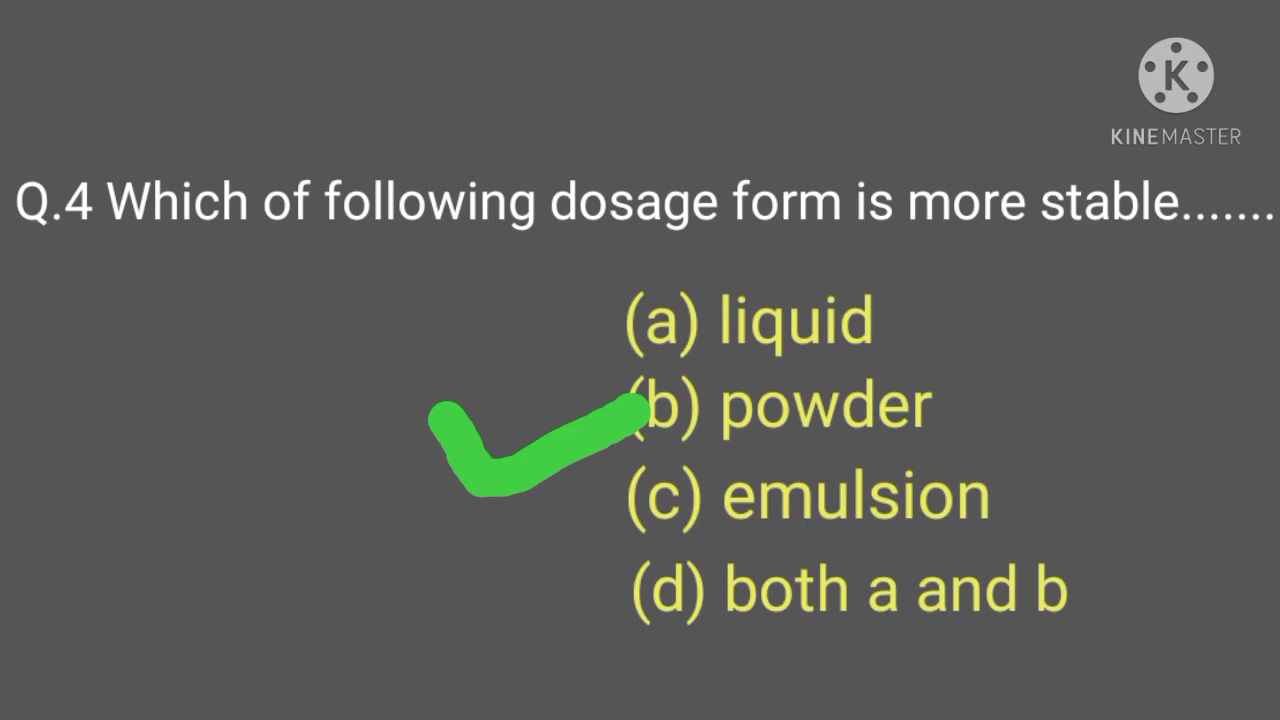 K
KINEMASTER
Q.4 Which of following dosage form is more stable.......
(a) liquid
(b) powder
(c) emulsion
(d) both a and b